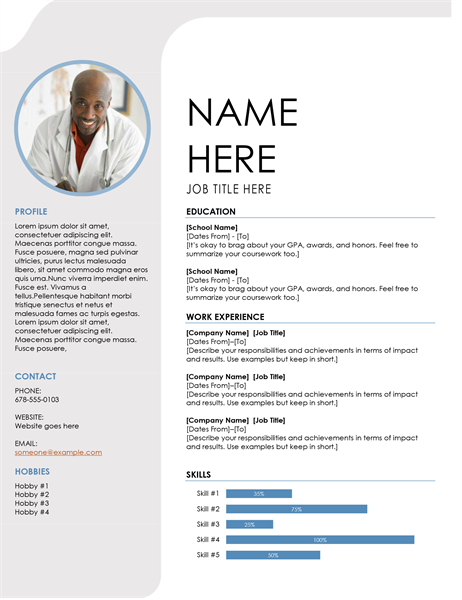 NAME
HERE
JOB TITLE HERE
PROFILE
Lorem ipsum dolor sit amet,
consectetuer adipiscing elit.
Maecenas porttitor congue massa.
Fusce posuere, magna sed pulvinar
ultricies, purus lectus malesuada
libero, sit amet commodo magna eros
quis urna.Nunc viverra imperdiet enim.
Fusce est. Vivamus a
tellus.Pellentesque habitant morbi
tristique senectus et netus et
malesuada fames ac turpis egestas.
Lorem ipsum dolor sit amet,
consectetuer adipiscing elit.
Maecenas porttitor congue massa.
Fusce posuere,
CONTACT
PHONE:
678-555-0103
WEBSITE:
Website goes here
EMAIL:
someone@example.com
HOBBIES
Hobby #1
Hobby #2
Hobby #3
Hobby #4
EDUCATION
[School Name]
[Dates From] - [To]
[It's okay to brag about your GPA, awards, and honors. Feel free to
summarize your coursework too.]
[School Name]
[Dates From] - [To]
[It's okay to brag about your GPA, awards, and honors. Feel free to
summarize your coursework too.]
WORK EXPERIENCE
[Company Name] [Job Title]
[Dates From]–[To]
[Describe your responsibilities and achievements in terms of impact
and results. Use examples but keep in short.]
[Company Name] [Job Title]
[Dates From]–[To]
[Describe your responsibilities and achievements in terms of impact
and results. Use examples but keep in short.]
[Company Name] [Job Title]
[Dates From]–[To]
[Describe your responsibilities and achievements in terms of impact
and results. Use examples but keep in short.]
SKILLS
Skill #1 35%
Skill #2 75%
Skill #3 25%
Skill #4 100%
Skill #5 50%